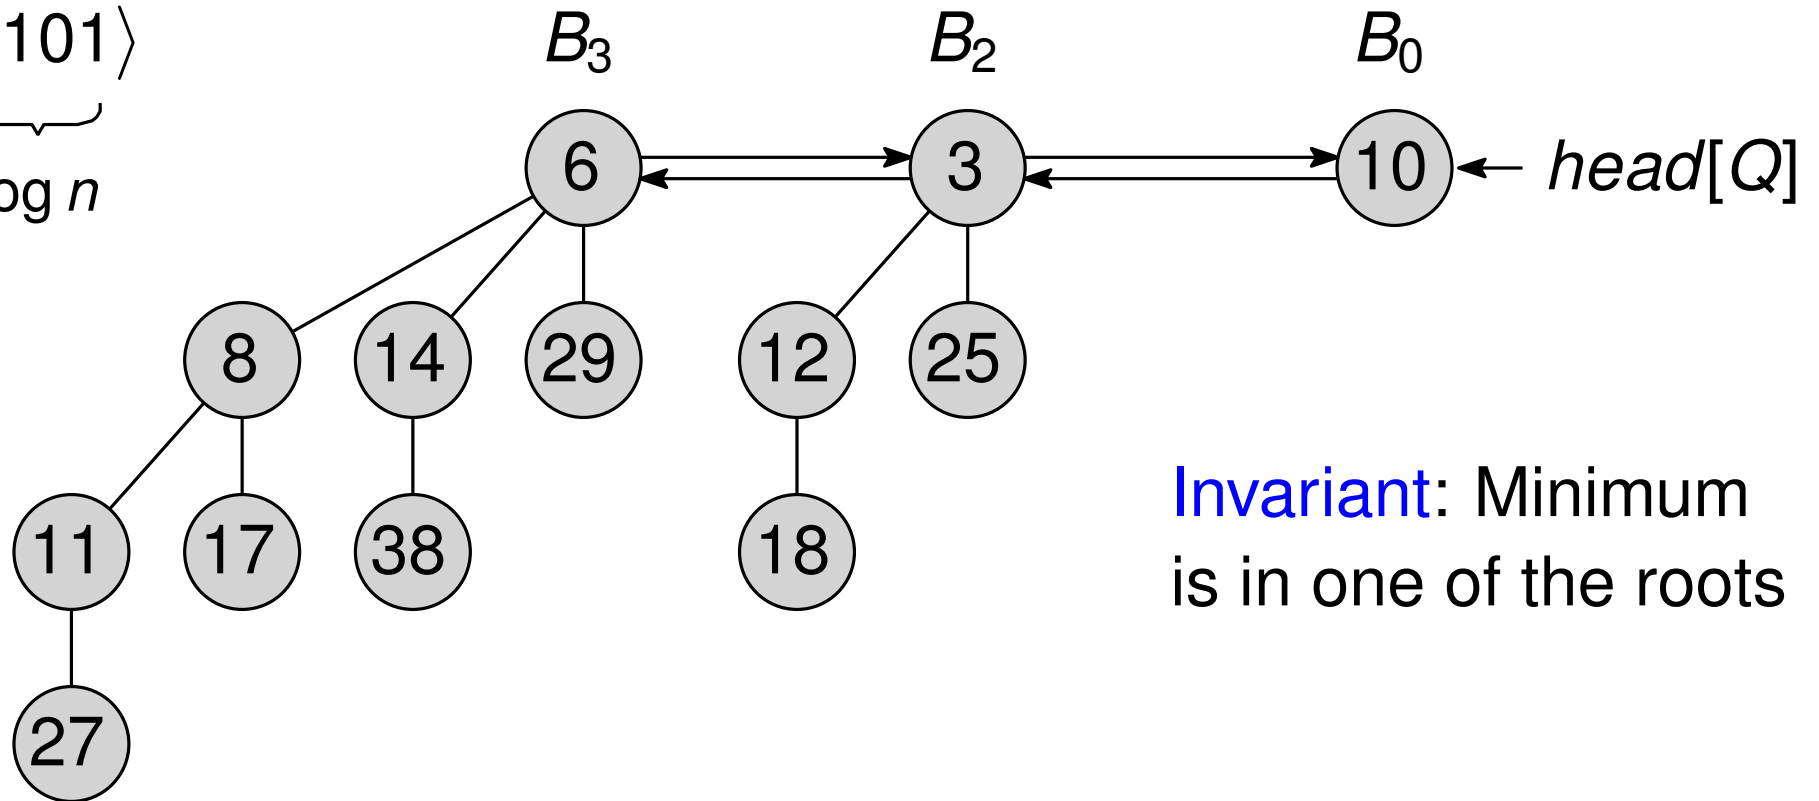 101⟩ B₃ B₂ B₀
6 3 10 head[Q]
og n
8 14 29 12 25
11 17 38 18
Invariant: Minimum
is in one of the roots
27